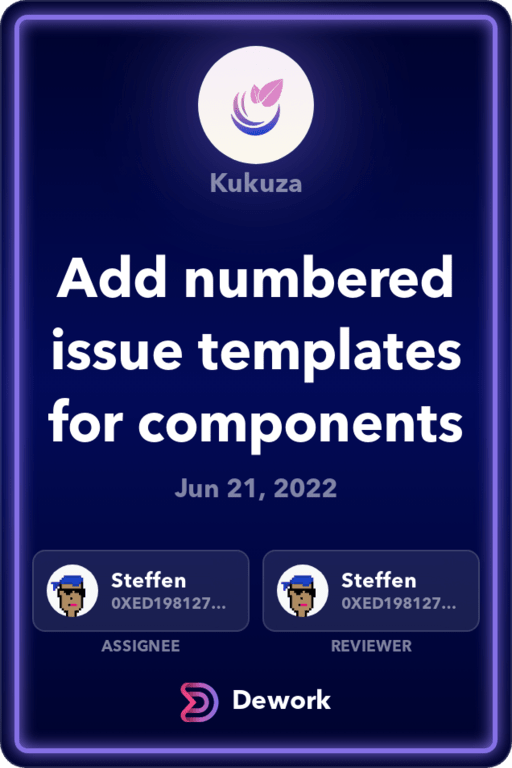 Kukuza
Add numbered
issue templates
for components
Jun 21, 2022
Steffen
0XED198127...
ASSIGNEE
Steffen
0XED198127...
REVIEWER
Dework